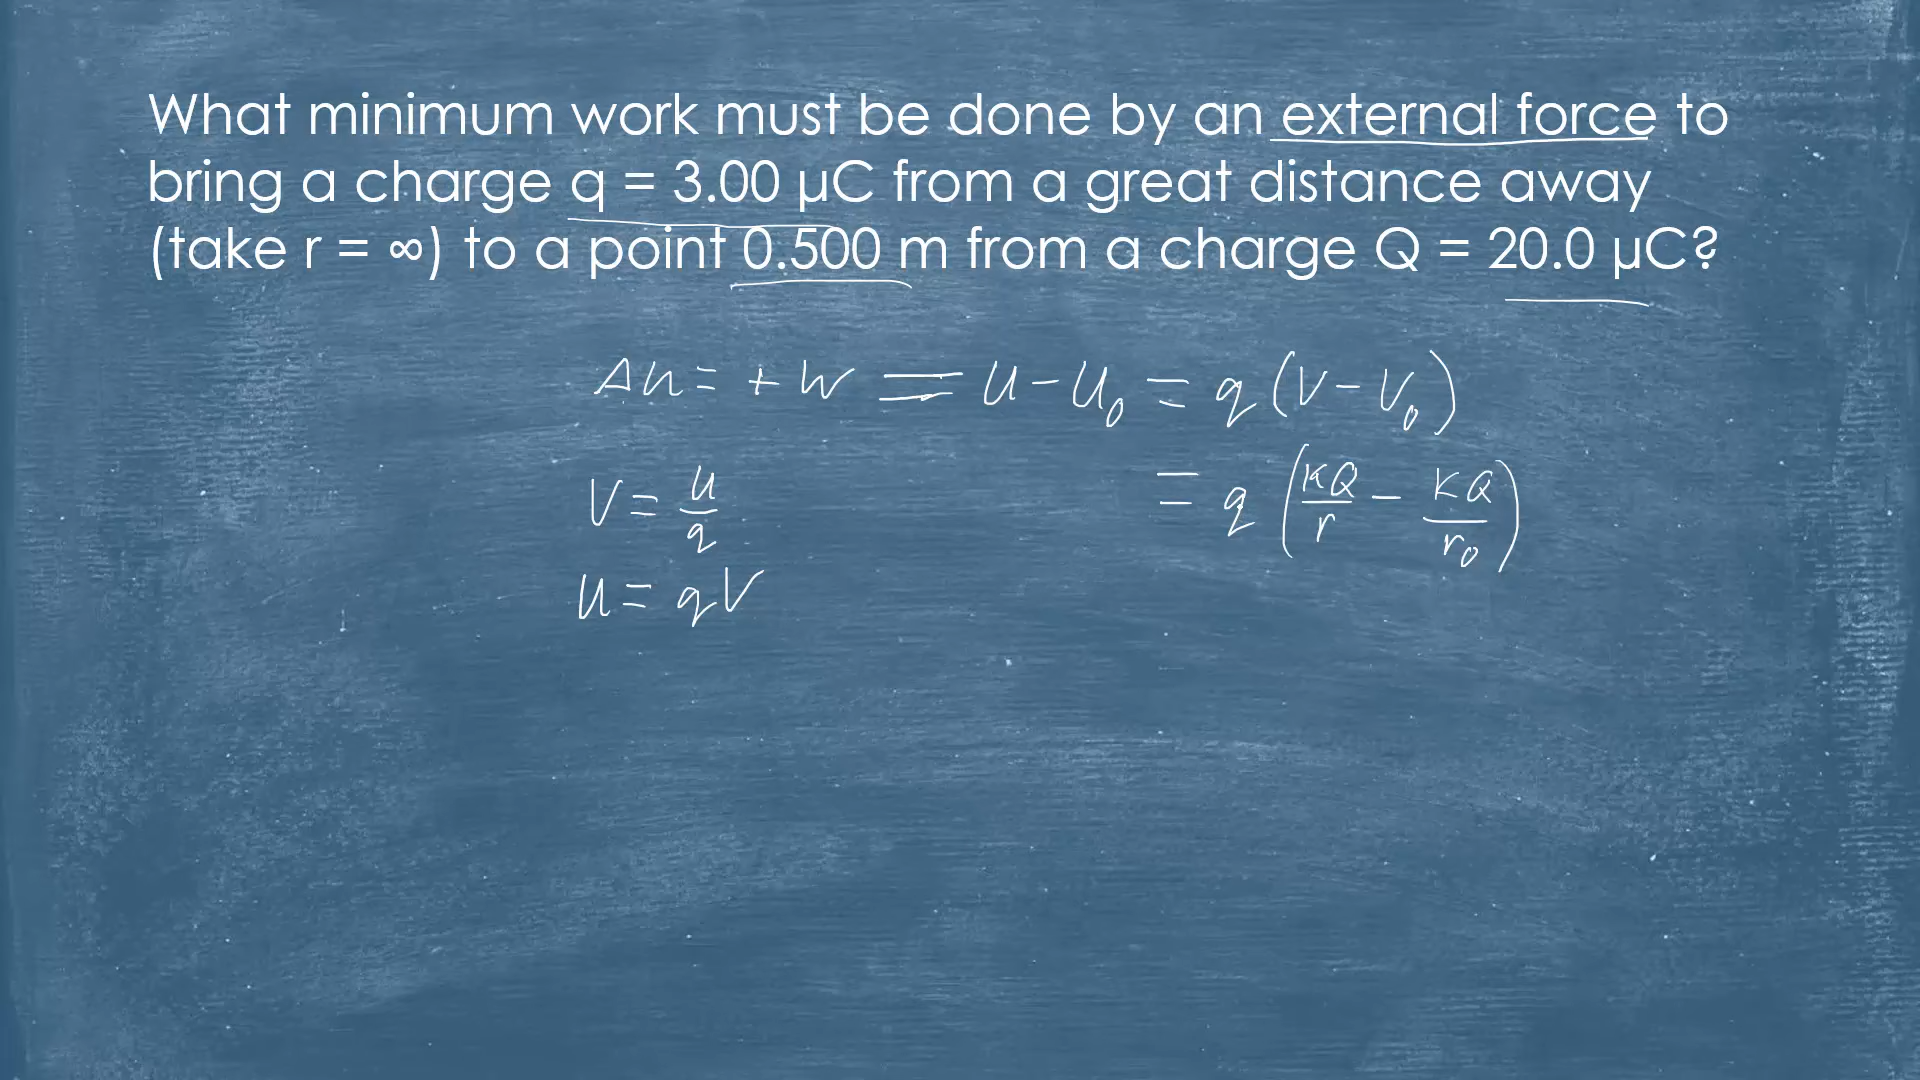 What minimum work must be done by an external force to
bring a charge q = 3.00 µC from a great distance away
(take r = ∞) to a point 0.500 m from a charge Q = 20.0 µC?
Δu = + W = u - u₀ = q (V - V₀)
= q (kQ/r - kQ/r₀)
V = u/q
u = qV